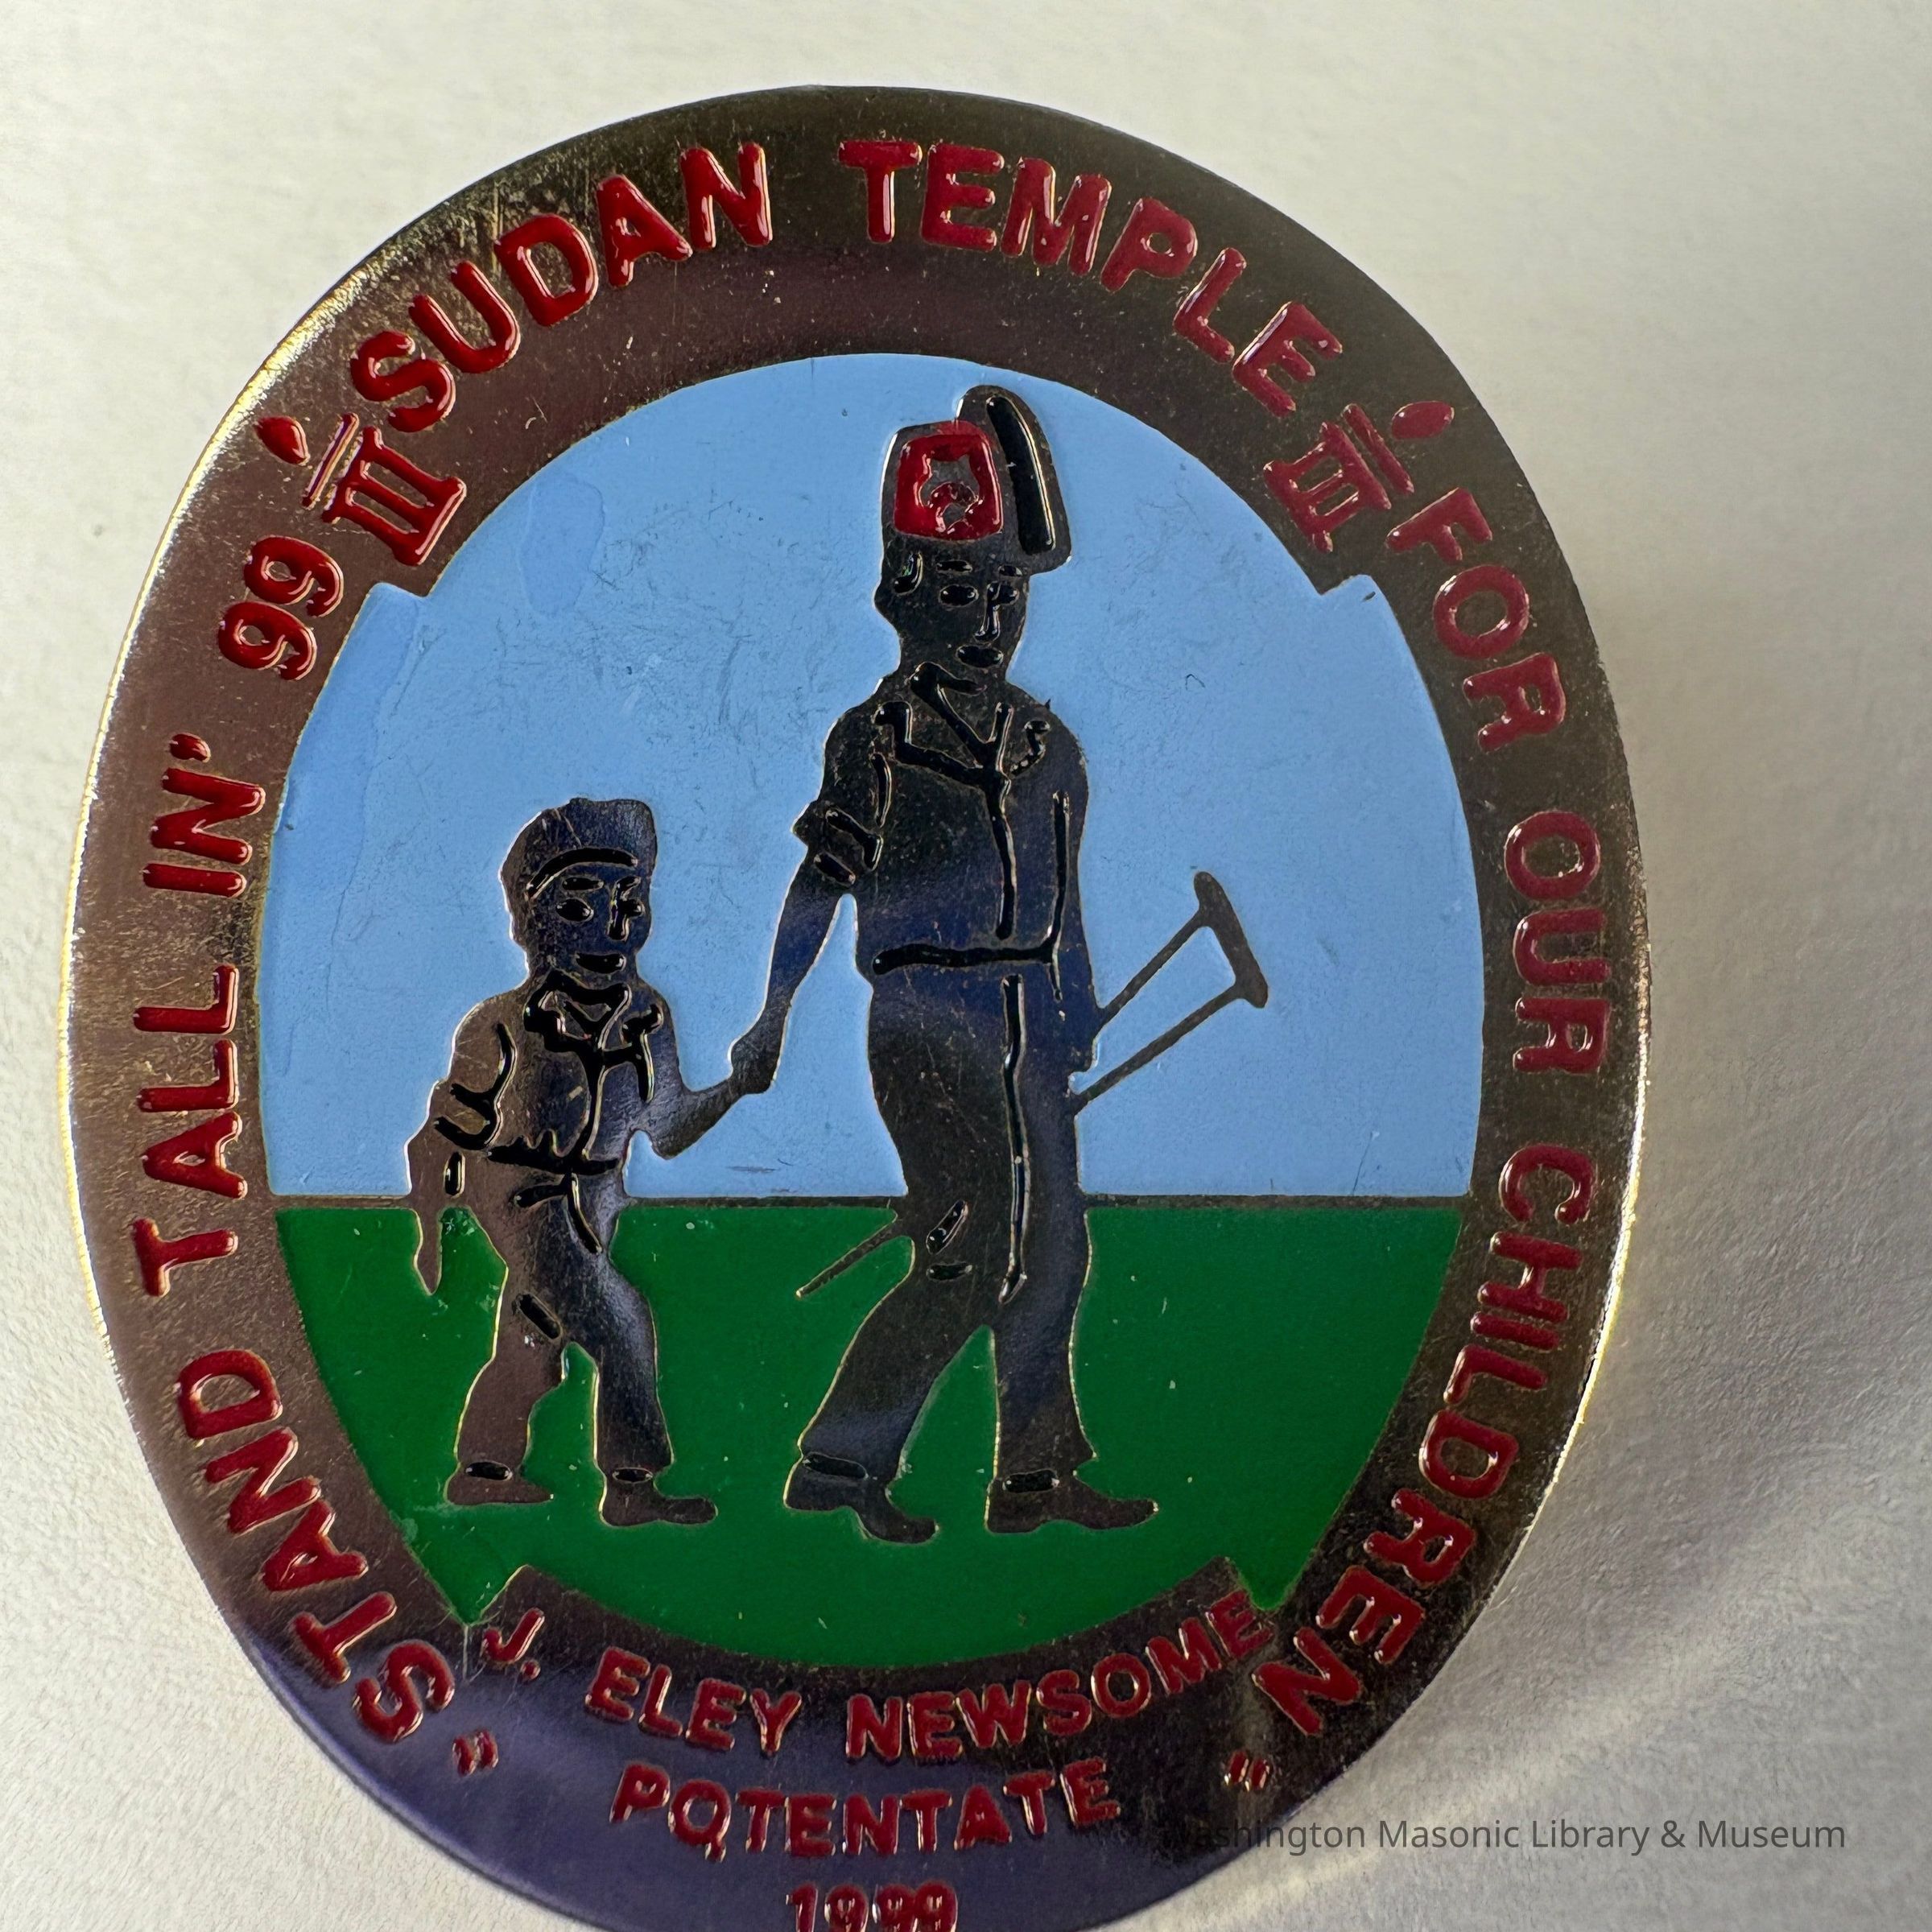 SUDAN TEMPLE
"STAND TALL IN' 99
FOR OUR CHILDREN"
J. ELEY NEWSOME
POTENTATE
1999
Washington Masonic Library & Museum